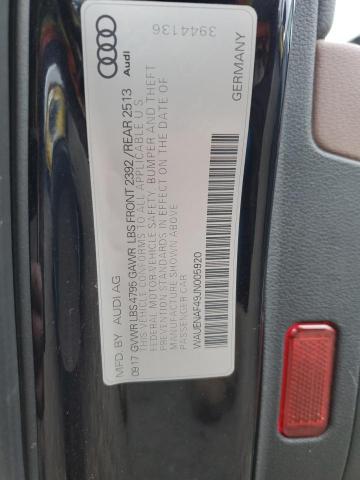 MFD. BY AUDI AG
09 17 GVWR LBS 4795 GAWR LBS FRONT 2392 / REAR 2513
THIS VEHICLE CONFORMS TO ALL APPLICABLE U.S.
FEDERAL MOTOR VEHICLE SAFETY, BUMPER AND THEFT
PREVENTION STANDARDS IN EFFECT ON THE DATE OF
MANUFACTURE SHOWN ABOVE.
PASSENGER CAR
WAUENAF49JN005920
GERMANY
Audi
3944136